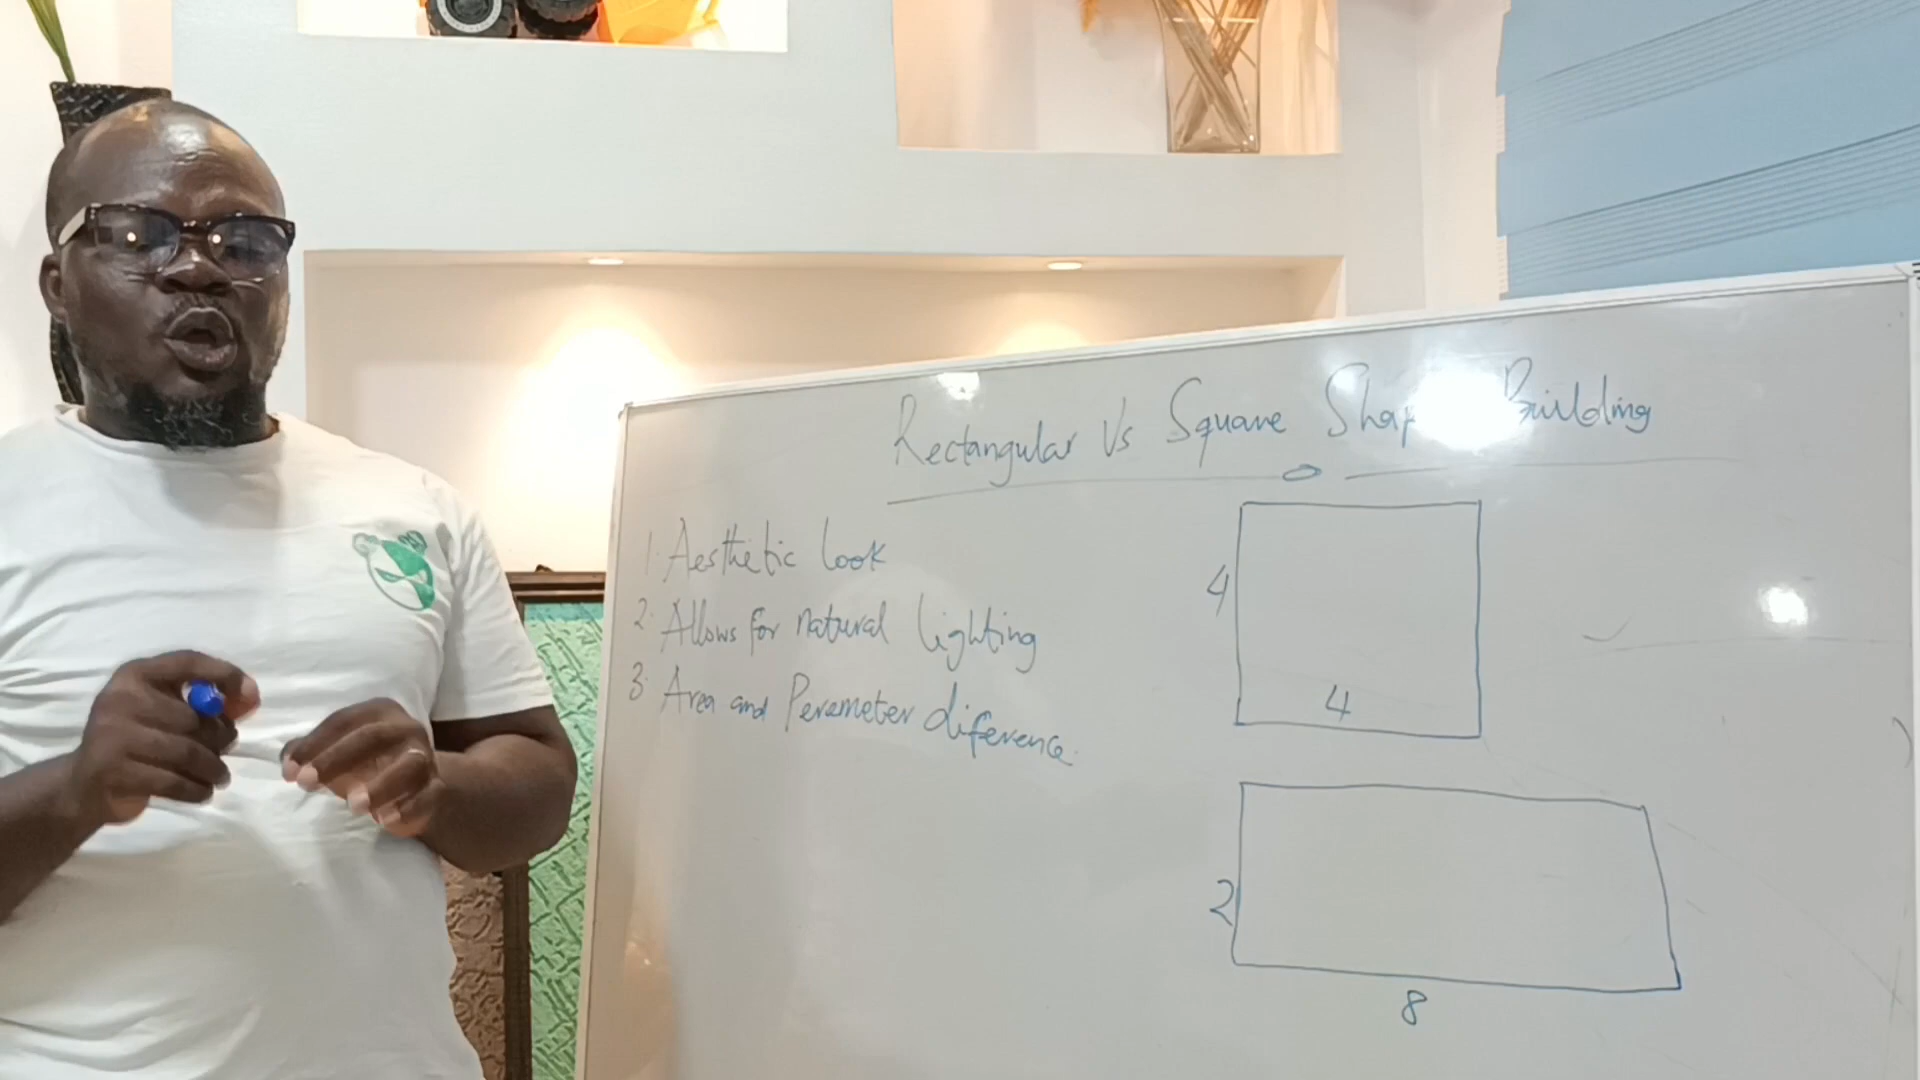 Rectangular Vs Square Building
1. Aesthetic look
2. Allows for natural lighting
3. Area and Peremeter diference.
4
4
2
8